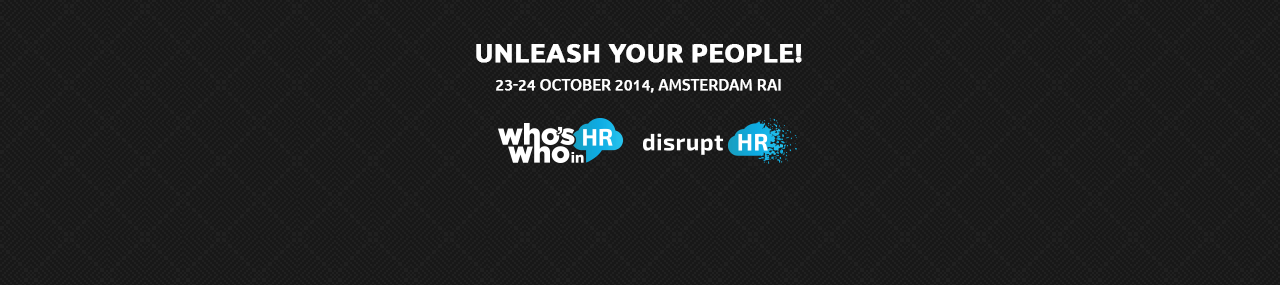 UNLEASH YOUR PEOPLE!
23-24 OCTOBER 2014, AMSTERDAM RAI
who's who in HR
disrupt HR